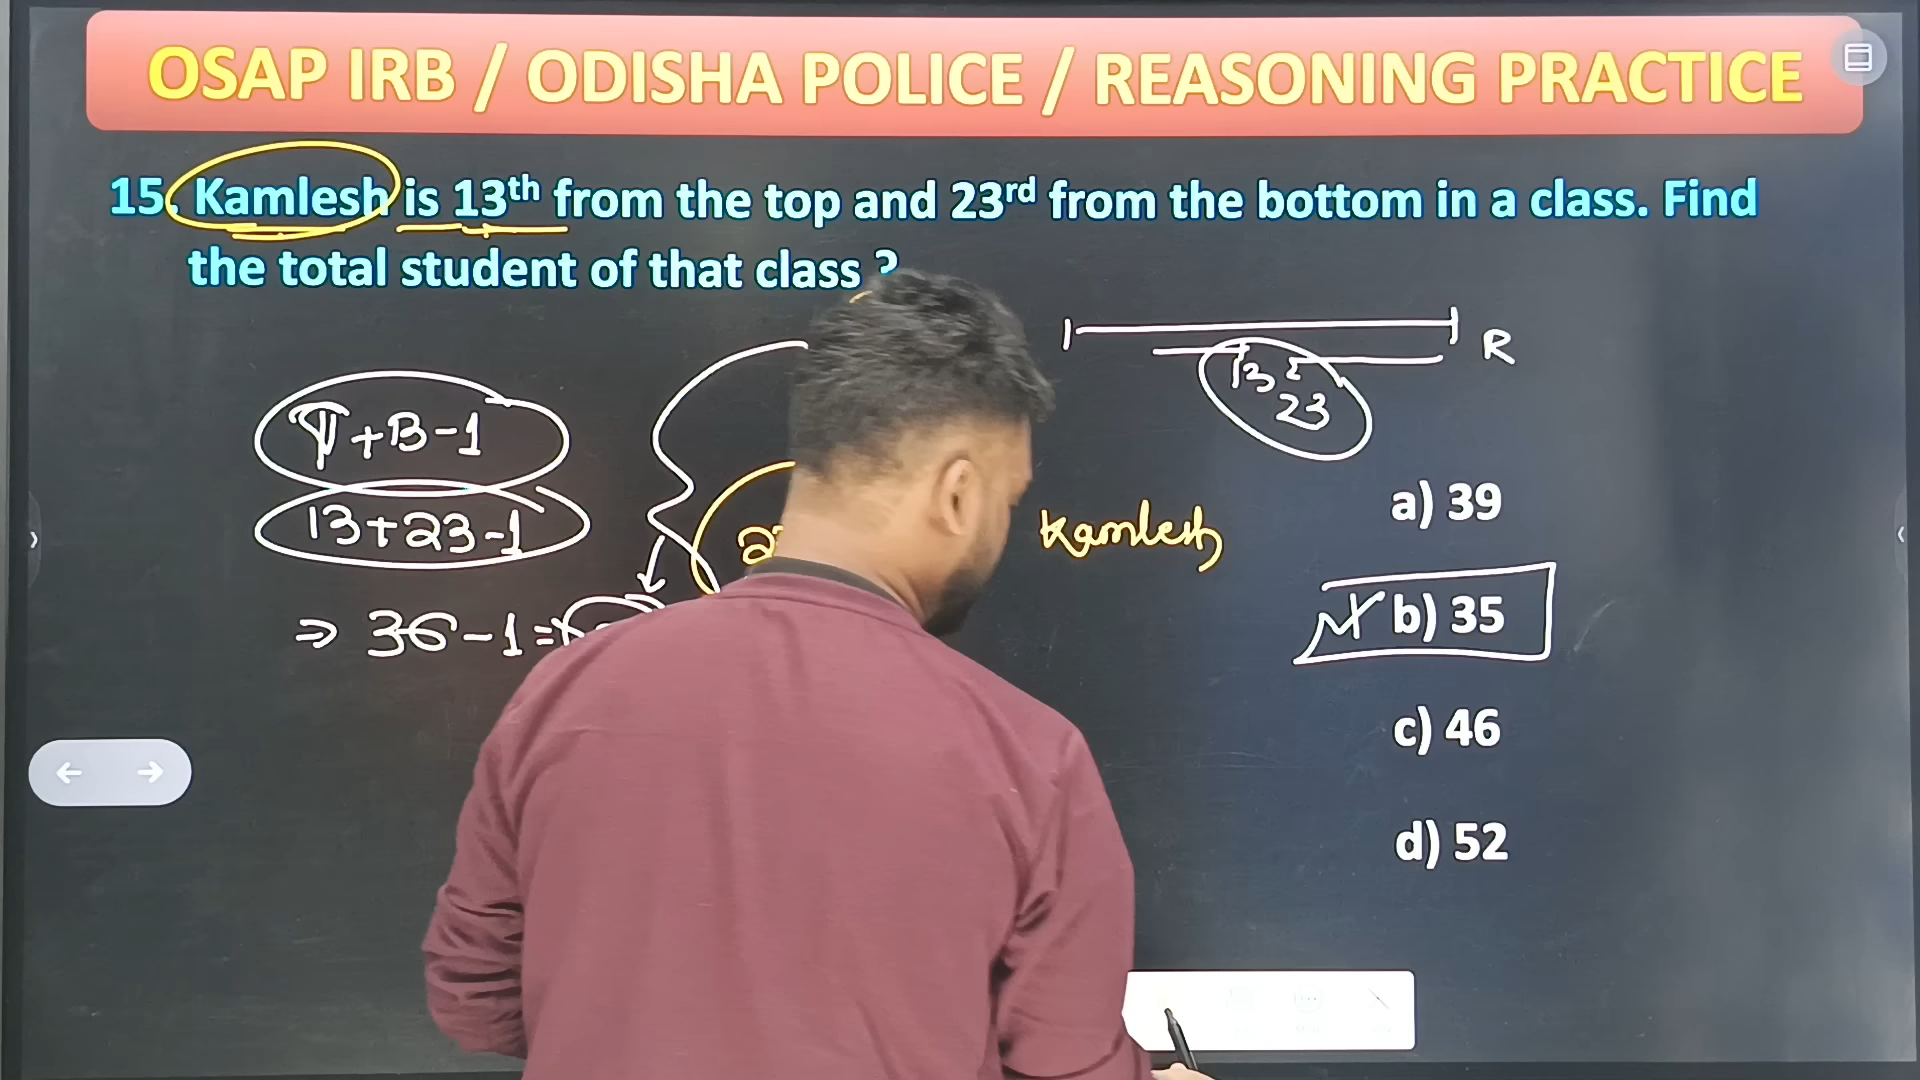 OSAP IRB / ODISHA POLICE / REASONING PRACTICE
15. Kamlesh is 13th from the top and 23rd from the bottom in a class. Find
the total student of that class ?
R
13
23
T+B-1
13+23-1
⇒ 36-1=
Kamlesh
a) 39
b) 35
c) 46
d) 52